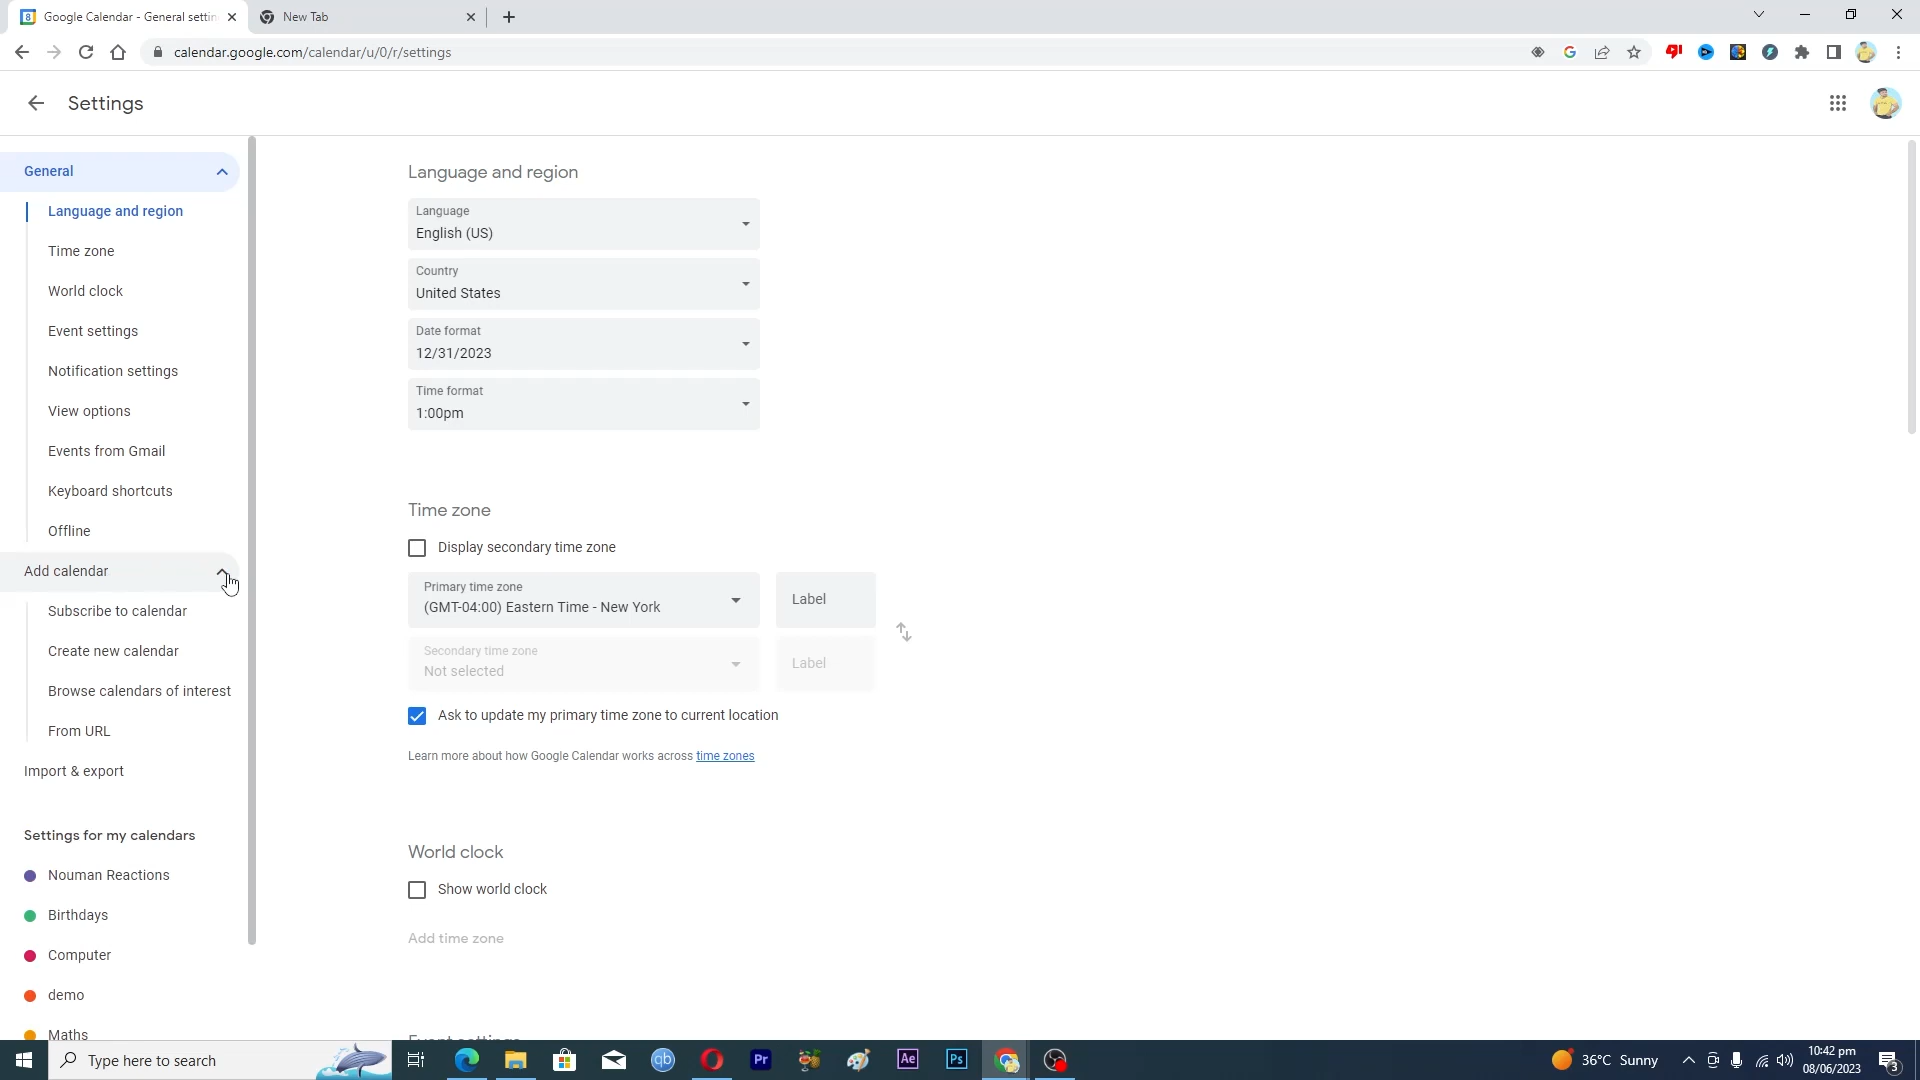 Google Calendar - General settin
New Tab
calendar.google.com/calendar/u/0/r/settings
Settings
General
Language and region
Time zone
World clock
Event settings
Notification settings
View options
Events from Gmail
Keyboard shortcuts
Offline
Add calendar
Subscribe to calendar
Create new calendar
Browse calendars of interest
From URL
Import & export
Settings for my calendars
Nouman Reactions
Birthdays
Computer
demo
Maths
Language and region
Language
English (US)
Country
United States
Date format
12/31/2023
Time format
1:00pm
Time zone
Display secondary time zone
Primary time zone
(GMT-04:00) Eastern Time - New York
Label
Secondary time zone
Not selected
Label
Ask to update my primary time zone to current location
Learn more about how Google Calendar works across time zones
World clock
Show world clock
Add time zone
Event settings
Type here to search
qb
Pr
Ae
Ps
36°C Sunny
10:42 pm
08/06/2023
3